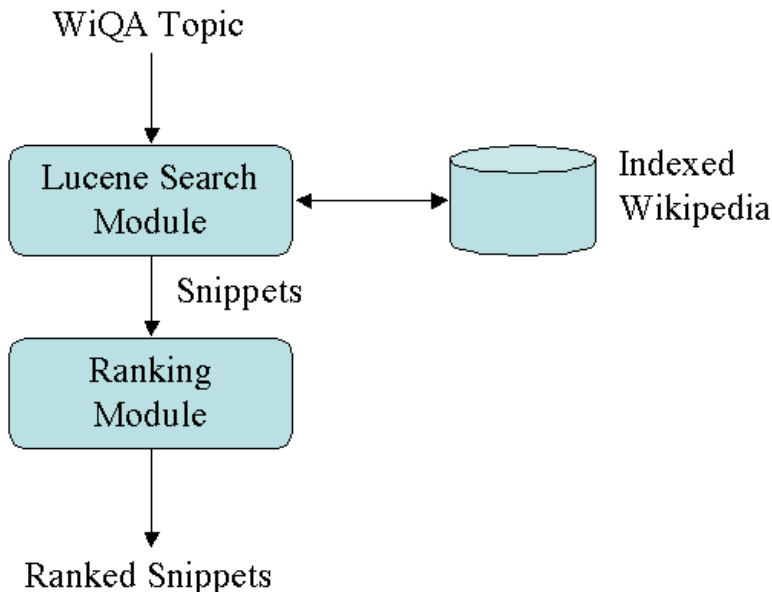 WiQA Topic
Lucene Search
Module
Indexed
Wikipedia
Snippets
Ranking
Module
Ranked Snippets